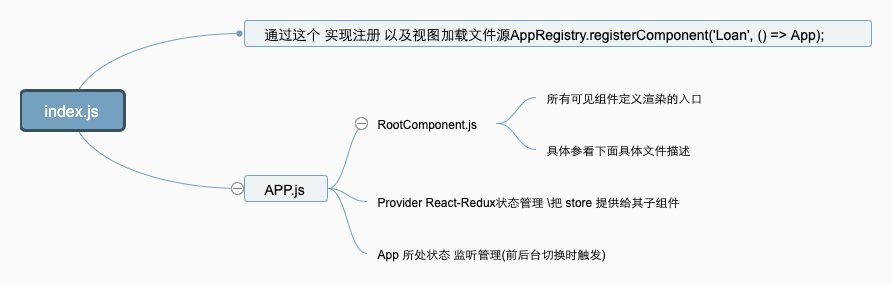 通过这个 实现注册 以及视图加载文件源AppRegistry.registerComponent('Loan', () => App);
index.js
所有可见组件定义渲染的入口
RootComponent.js
具体参看下面具体文件描述
APP.js
Provider React-Redux状态管理 \把 store 提供给其子组件
App 所处状态 监听管理(前后台切换时触发)